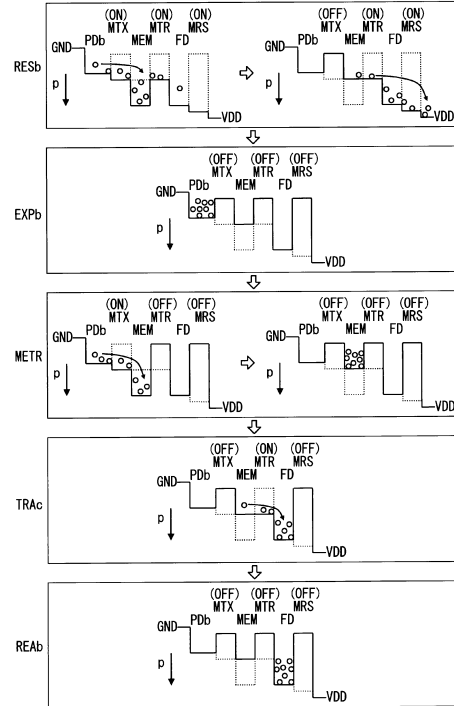 (ON) (ON) (ON)
MTX MTR MRS
GND PDb MEM FD
RESb
p
VDD
(OFF) (ON) (ON)
MTX MTR MRS
GND PDb MEM FD
p
VDD
(OFF) (OFF) (OFF)
MTX MTR MRS
PDb MEM FD
GND
EXPb
p
VDD
(ON) (OFF) (OFF)
MTX MTR MRS
GND PDb MEM FD
METR
p
VDD
(OFF) (OFF) (OFF)
MTX MTR MRS
GND PDb MEM FD
p
VDD
(OFF) (ON) (OFF)
MTX MTR MRS
PDb MEM FD
GND
TRAc
p
VDD
(OFF) (OFF) (OFF)
MTX MTR MRS
PDb MEM FD
GND
REAb
p
VDD